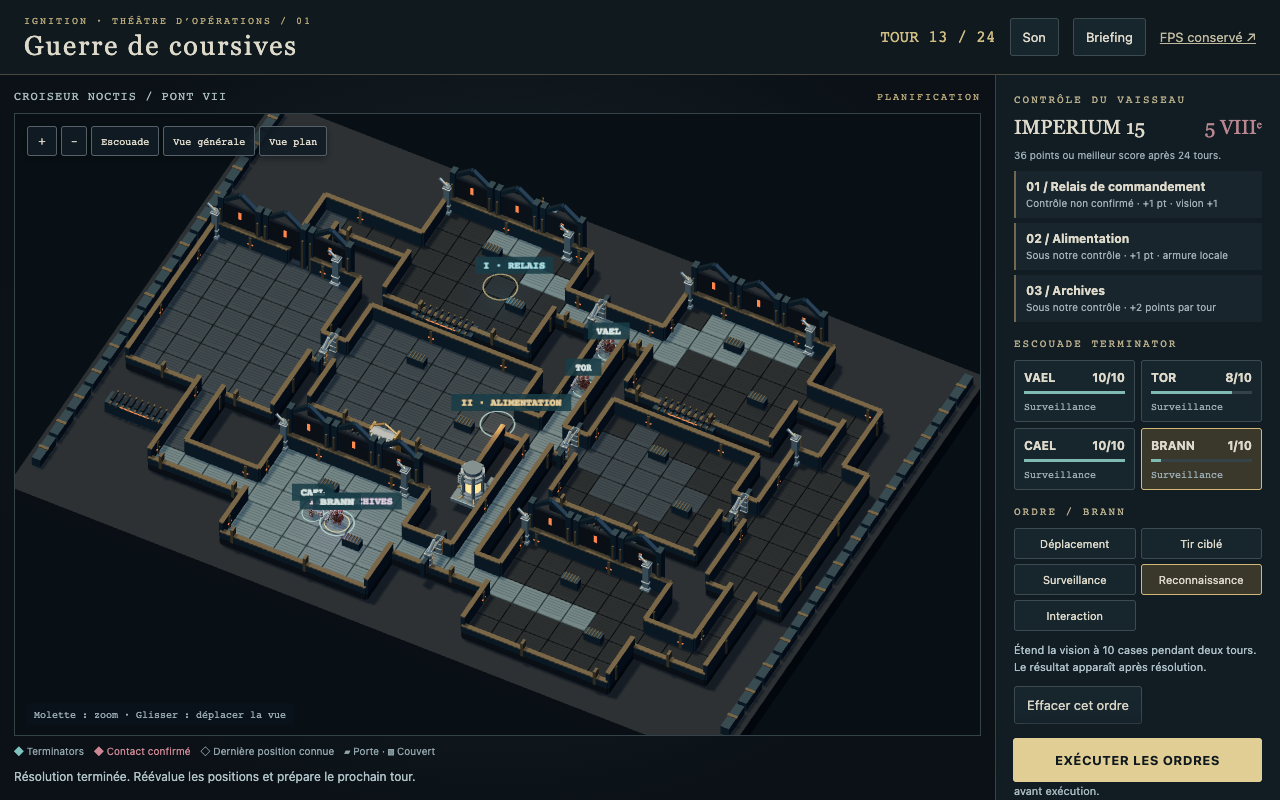 IGNITION · THÉÂTRE D’OPÉRATIONS / 01
Guerre de coursives
TOUR 13 / 24
Son
Briefing
FPS conservé ↗
CROISEUR NOCTIS / PONT VII
PLANIFICATION
+
−
Escouade
Vue générale
Vue plan
I · RELAIS
VAEL
TOR
II · ALIMENTATION
BRANN
Molette : zoom · Glisser : déplacer la vue
Terminators
Contact confirmé
Dernière position connue
Porte ·
Couvert
Résolution terminée. Réévalue les positions et prépare le prochain tour.
CONTRÔLE DU VAISSEAU
IMPERIUM 15
5 VIIIᵉ
36 points ou meilleur score après 24 tours.
01 / Relais de commandement
Contrôle non confirmé · +1 pt · vision +1
02 / Alimentation
Sous notre contrôle · +1 pt · armure locale
03 / Archives
Sous notre contrôle · +2 points par tour
ESCOUADE TERMINATOR
VAEL 10/10
Surveillance
TOR 8/10
Surveillance
CAEL 10/10
Surveillance
BRANN 1/10
Surveillance
ORDRE / BRANN
Déplacement
Tir ciblé
Surveillance
Reconnaissance
Interaction
Étend la vision à 10 cases pendant deux tours.
Le résultat apparaît après résolution.
Effacer cet ordre
EXÉCUTER LES ORDRES
avant exécution.